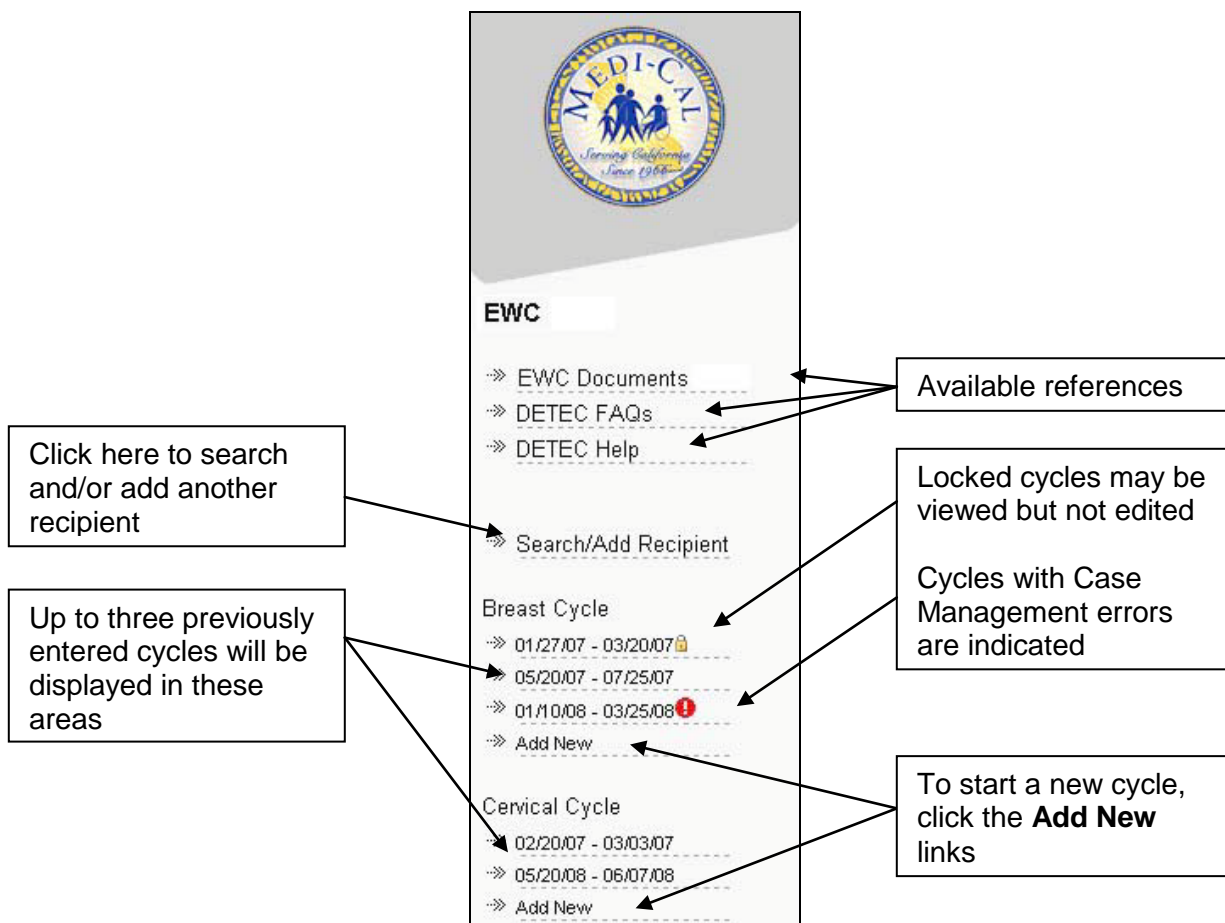 MEDI-CAL
Serving California
Since 1966
EWC
EWC Documents
DETEC FAQs
DETEC Help
Search/Add Recipient
Breast Cycle
01/27/07 - 03/20/07
05/20/07 - 07/25/07
01/10/08 - 03/25/08
Add New
Cervical Cycle
02/20/07 - 03/03/07
05/20/08 - 06/07/08
Add New
Click here to search
and/or add another
recipient
Up to three previously
entered cycles will be
displayed in these
areas
Available references
Locked cycles may be
viewed but not edited
Cycles with Case
Management errors
are indicated
To start a new cycle,
click the Add New
links